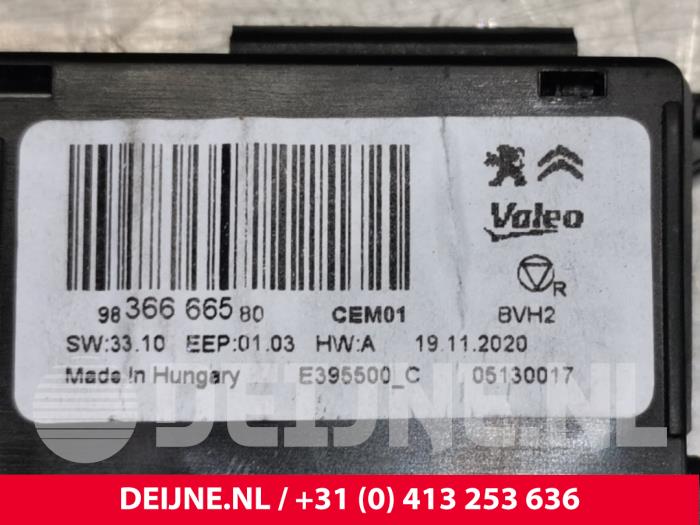 Valeo
R
98 366 665 80 CEM01 BVH2
SW:33.10 EEP:01.03 HW:A 19.11.2020
Made In Hungary E395500_C 05130017
DEIJNE.NL
DEIJNE.NL / +31 (0) 413 253 636